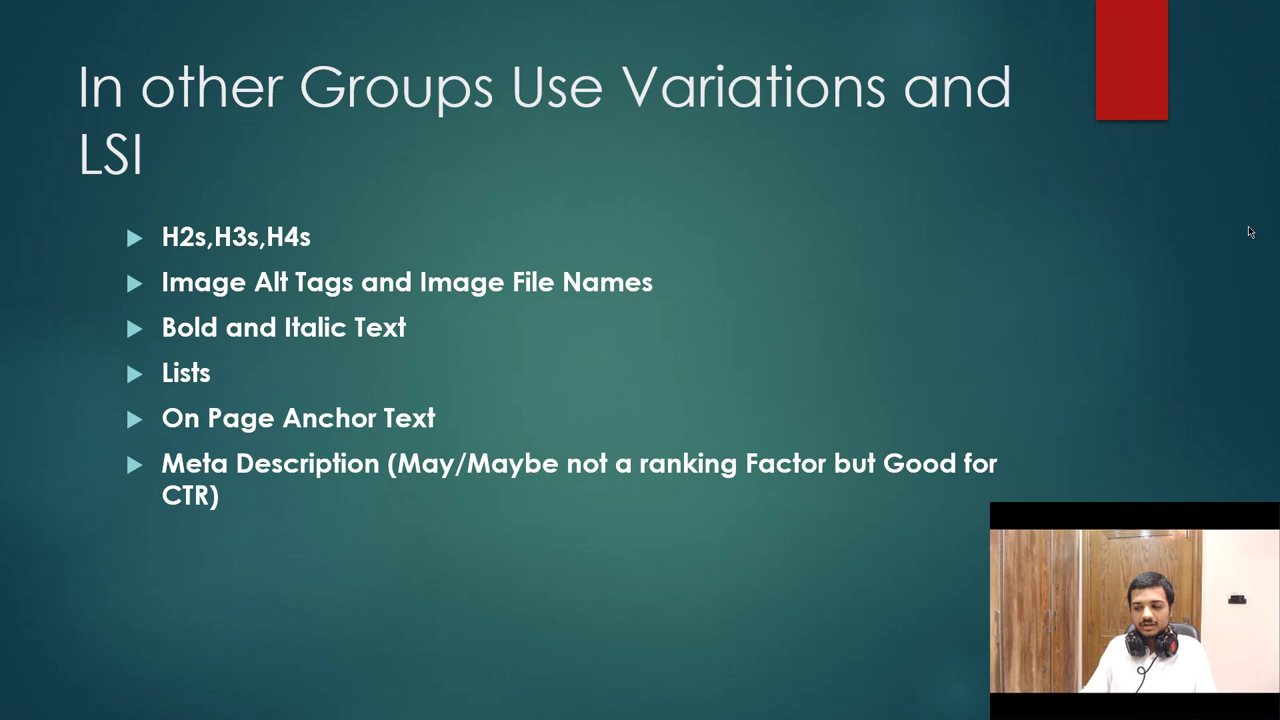 In other Groups Use Variations and
LSI
H2s,H3s,H4s
Image Alt Tags and Image File Names
Bold and Italic Text
Lists
On Page Anchor Text
Meta Description (May/Maybe not a ranking Factor but Good for
CTR)